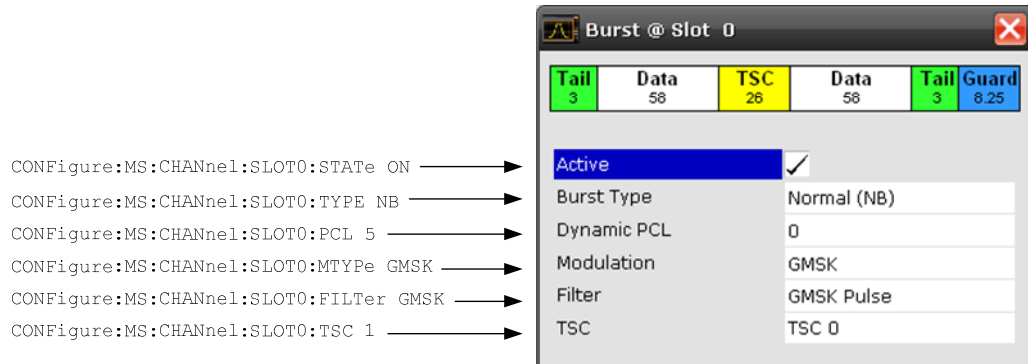 Burst @ Slot 0
Tail Data TSC Data Tail Guard
3 58 26 58 3 8.25
CONFigure:MS:CHANnel:SLOT0:STATe ON
Active
CONFigure:MS:CHANnel:SLOT0:TYPE NB
Burst Type Normal (NB)
CONFigure:MS:CHANnel:SLOT0:PCL 5
Dynamic PCL 0
CONFigure:MS:CHANnel:SLOT0:MTYPe GMSK
Modulation GMSK
CONFigure:MS:CHANnel:SLOT0:FILTer GMSK
Filter GMSK Pulse
CONFigure:MS:CHANnel:SLOT0:TSC 1
TSC TSC 0